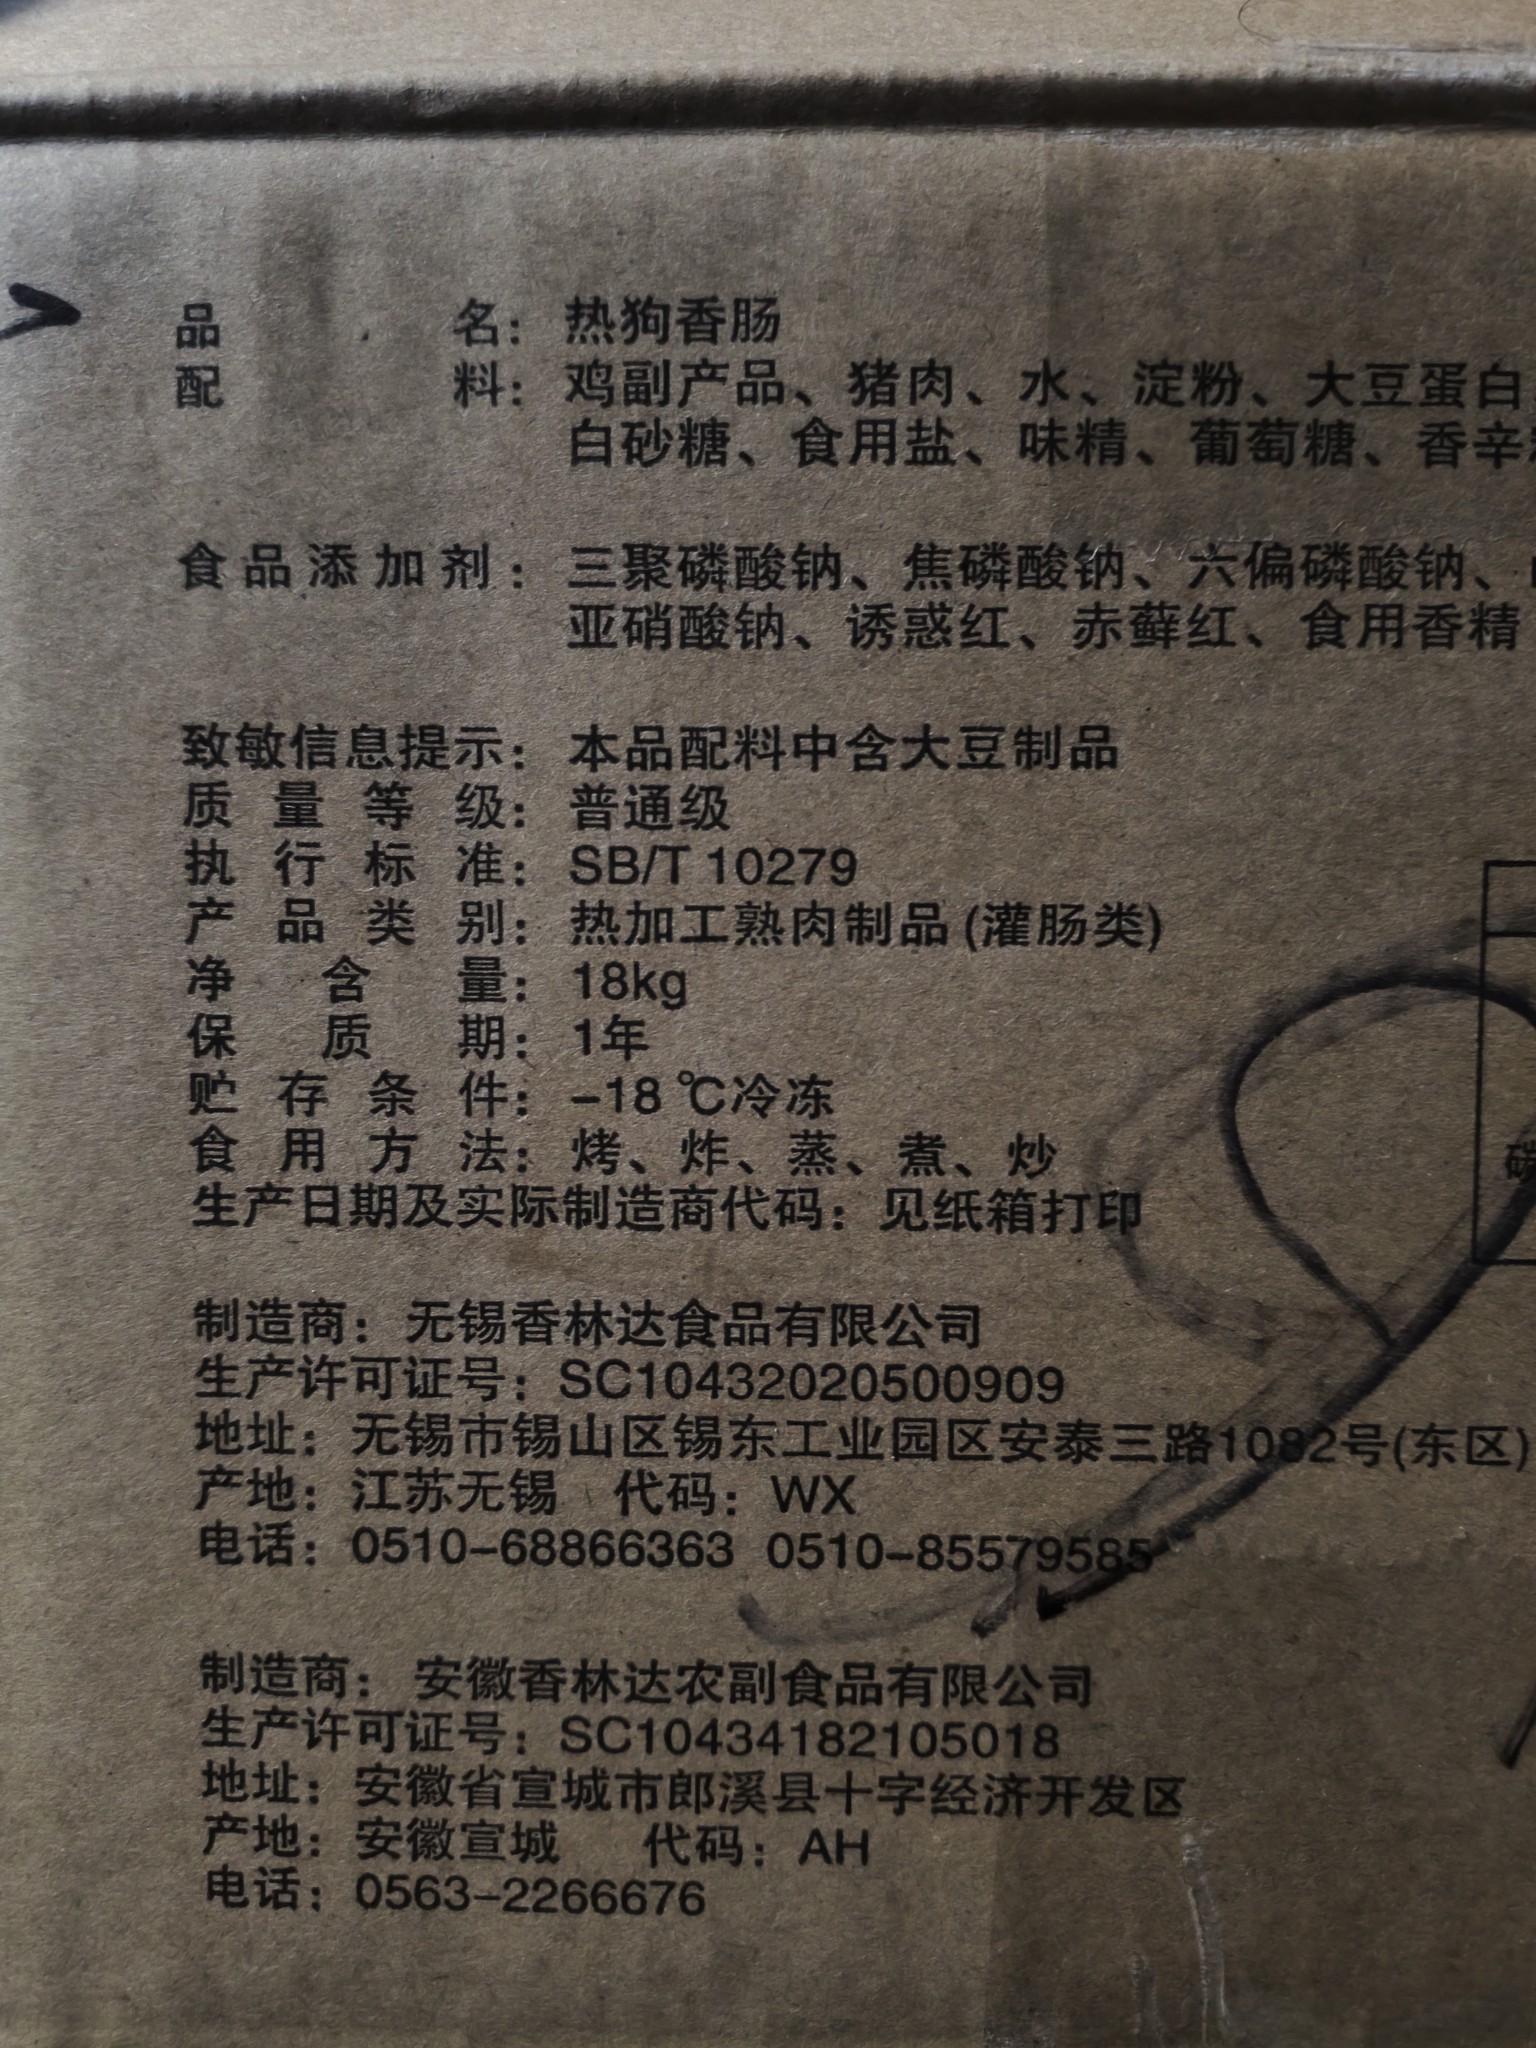 品 名：热狗香肠
配 料：鸡副产品、猪肉、水、淀粉、大豆蛋白
白砂糖、食用盐、味精、葡萄糖、香辛
食品添加剂：三聚磷酸钠、焦磷酸钠、六偏磷酸钠、
亚硝酸钠、诱惑红、赤藓红、食用香精
致敏信息提示：本品配料中含大豆制品
质量等级：普通级
执行标准：SB/T 10279
产品类别：热加工熟肉制品(灌肠类)
净含量：18kg
保质期：1年
贮存条件：-18℃冷冻
食用方法：烤、炸、蒸、煮、炒
生产日期及实际制造商代码：见纸箱打印
制造商：无锡香林达食品有限公司
生产许可证号：SC10432020500909
地址：无锡市锡山区锡东工业园区安泰三路1082号(东区)
产地：江苏无锡 代码：WX
电话：0510-68866363 0510-85579585
制造商：安徽香林达农副食品有限公司
生产许可证号：SC10434182105018
地址：安徽省宣城市郎溪县十字经济开发区
产地：安徽宣城 代码：AH
电话：0563-2266676